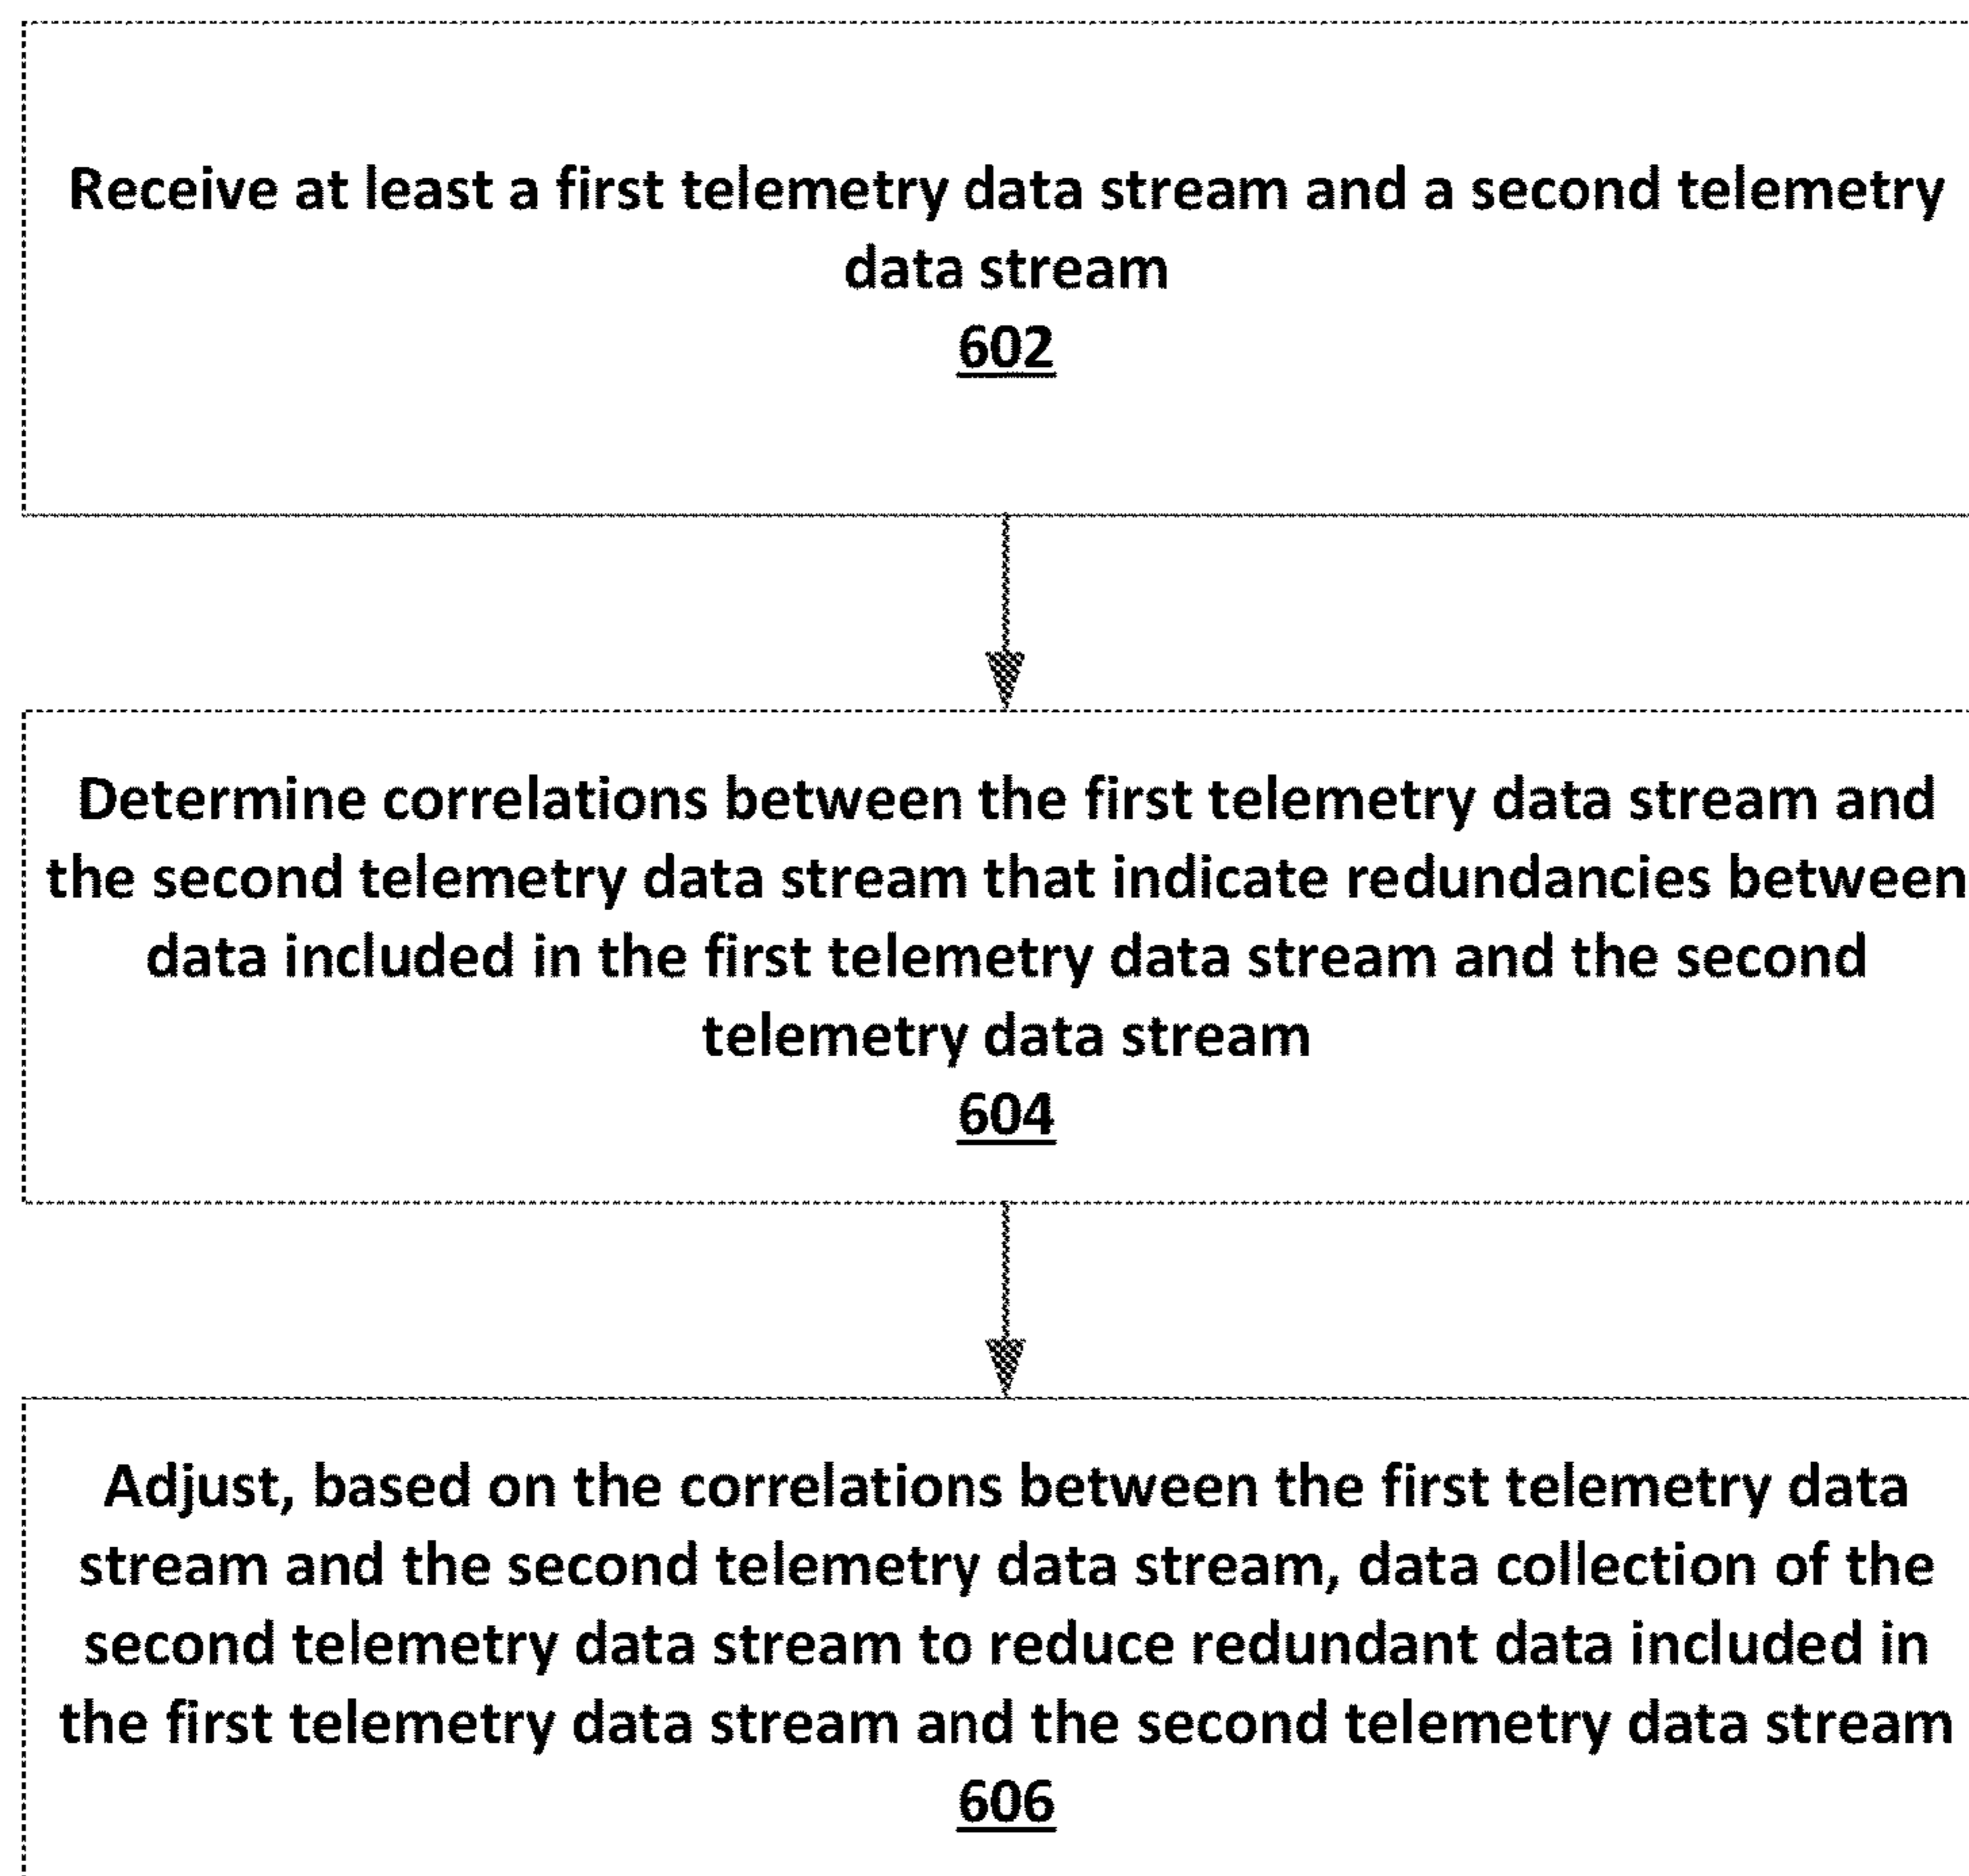 Receive at least a first telemetry data stream and a second telemetry
data stream
602
Determine correlations between the first telemetry data stream and
the second telemetry data stream that indicate redundancies between
data included in the first telemetry data stream and the second
telemetry data stream
604
Adjust, based on the correlations between the first telemetry data
stream and the second telemetry data stream, data collection of the
second telemetry data stream to reduce redundant data included in
the first telemetry data stream and the second telemetry data stream
606